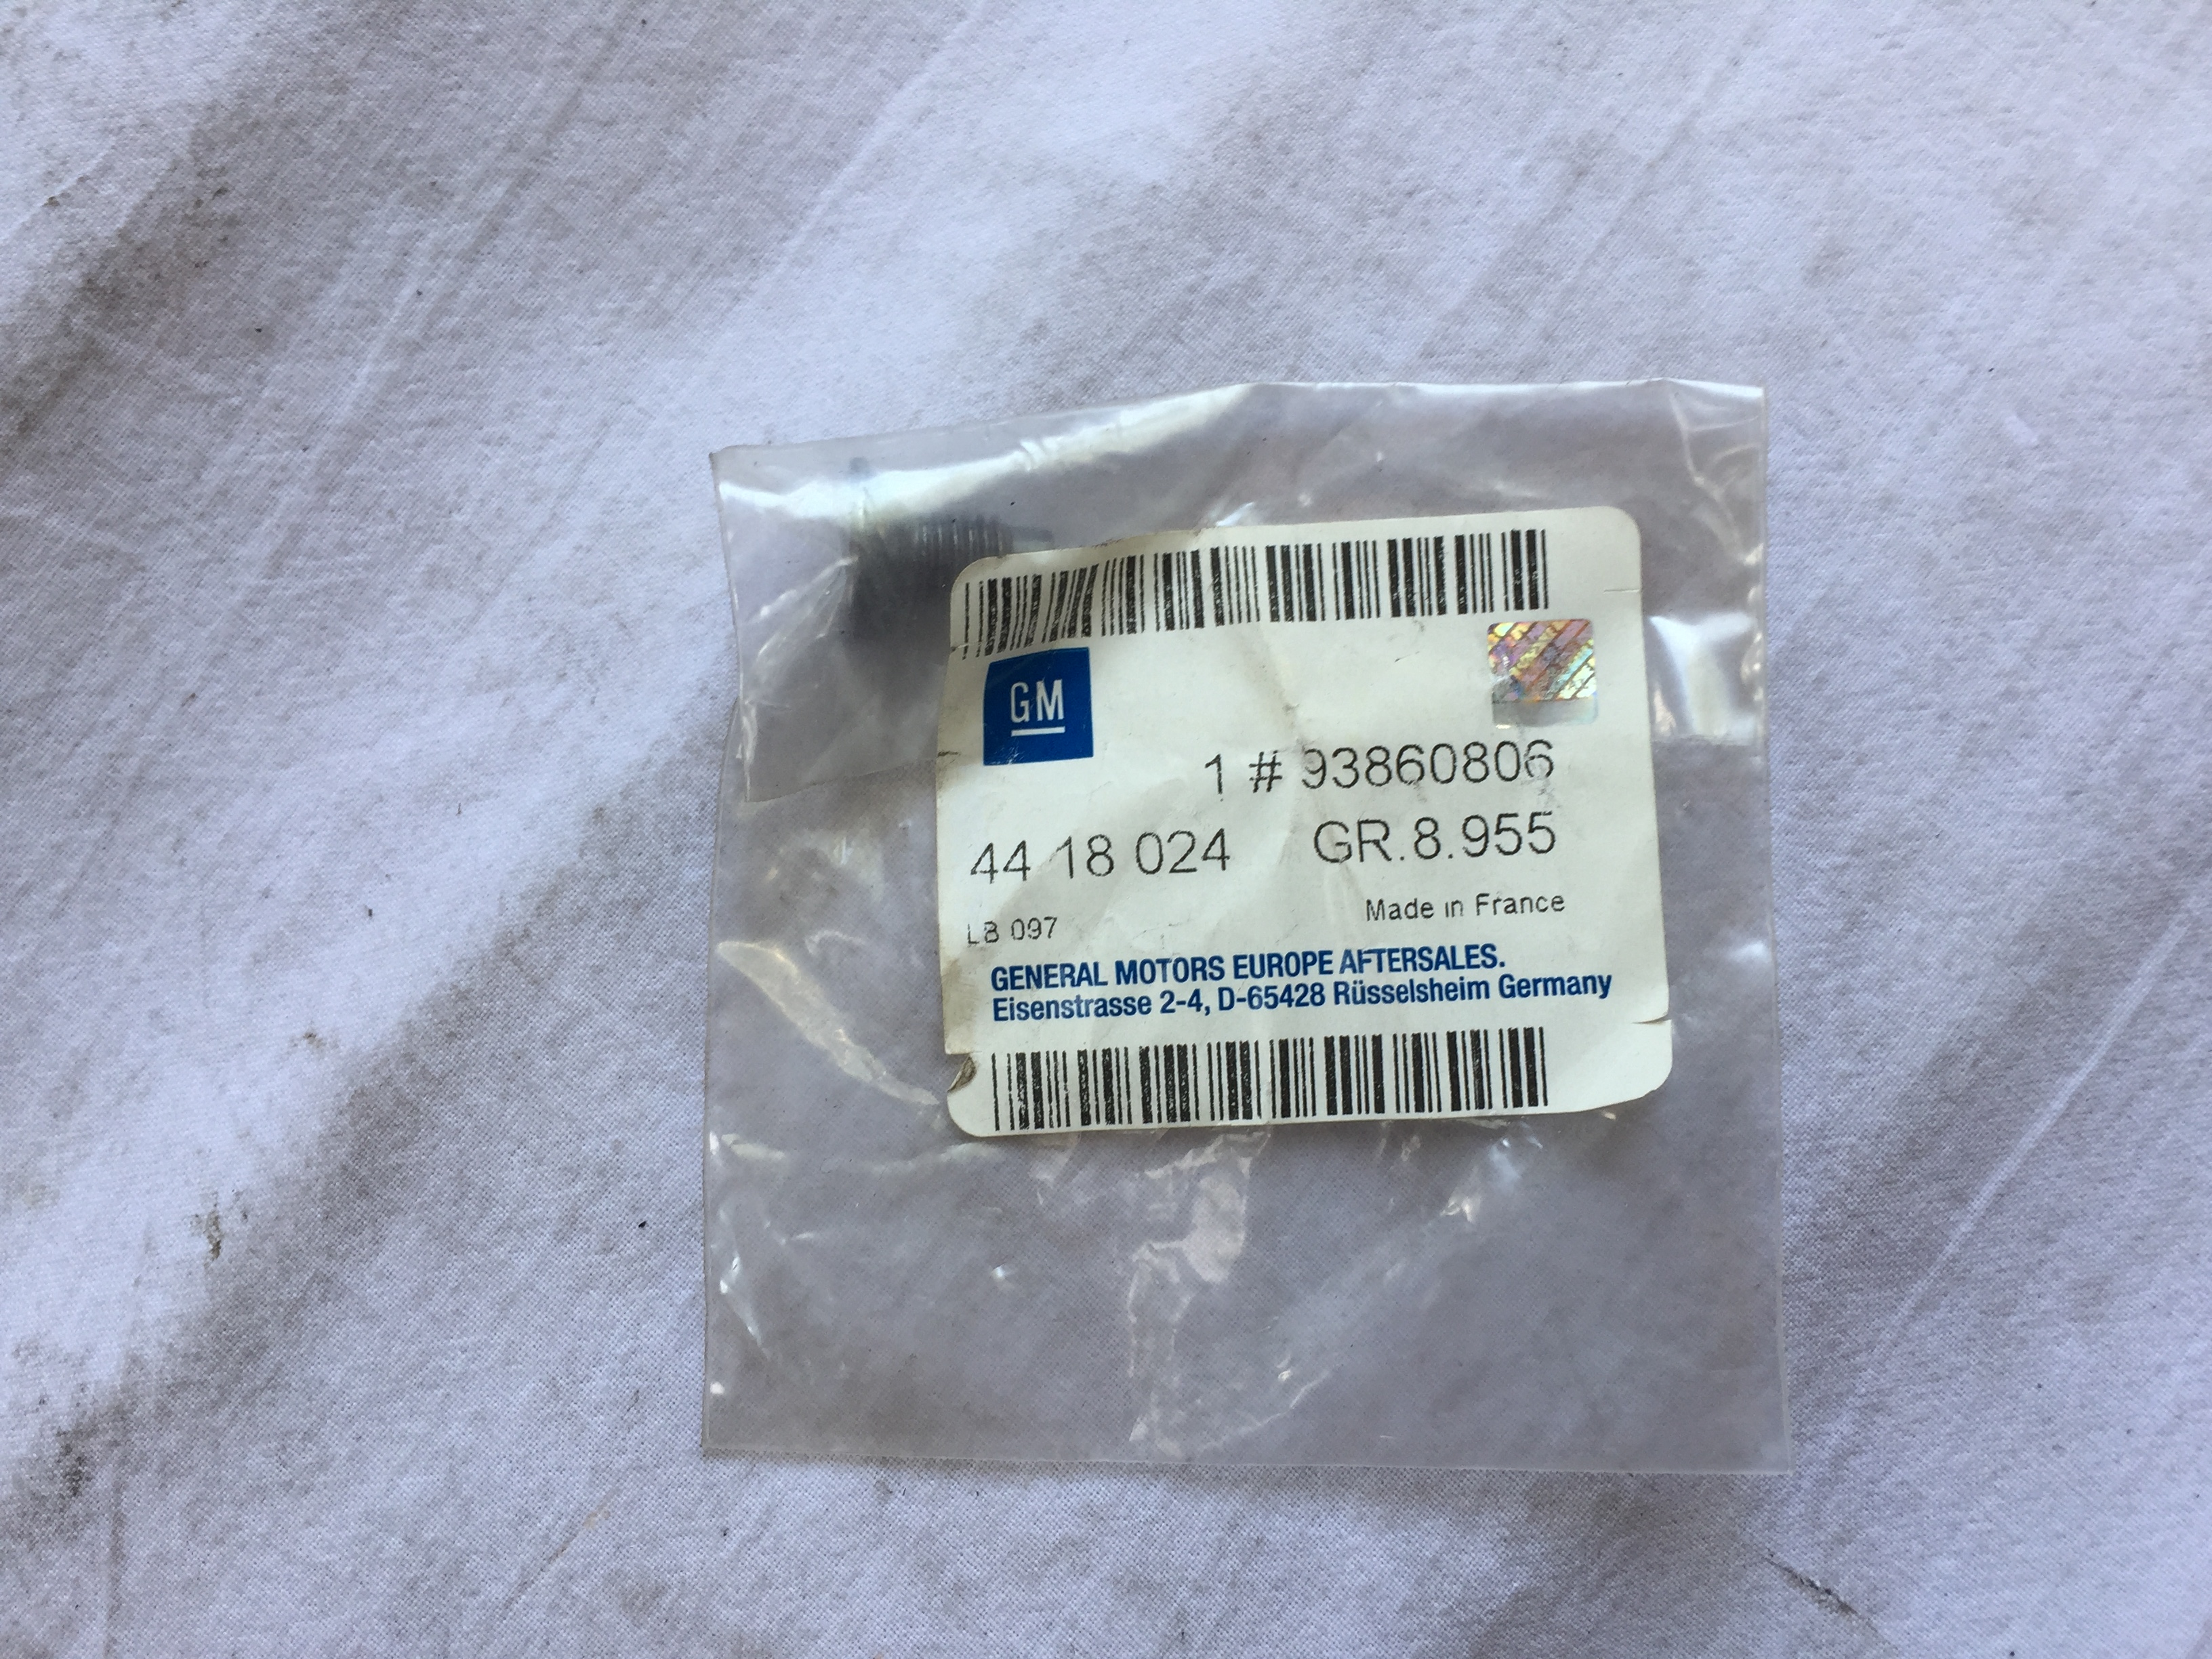 GM
1 # 93860806
44 18 024 GR.8.955
Made in France
LB 097
GENERAL MOTORS EUROPE AFTERSALES.
Eisenstrasse 2-4, D-65428 Rüsselsheim Germany